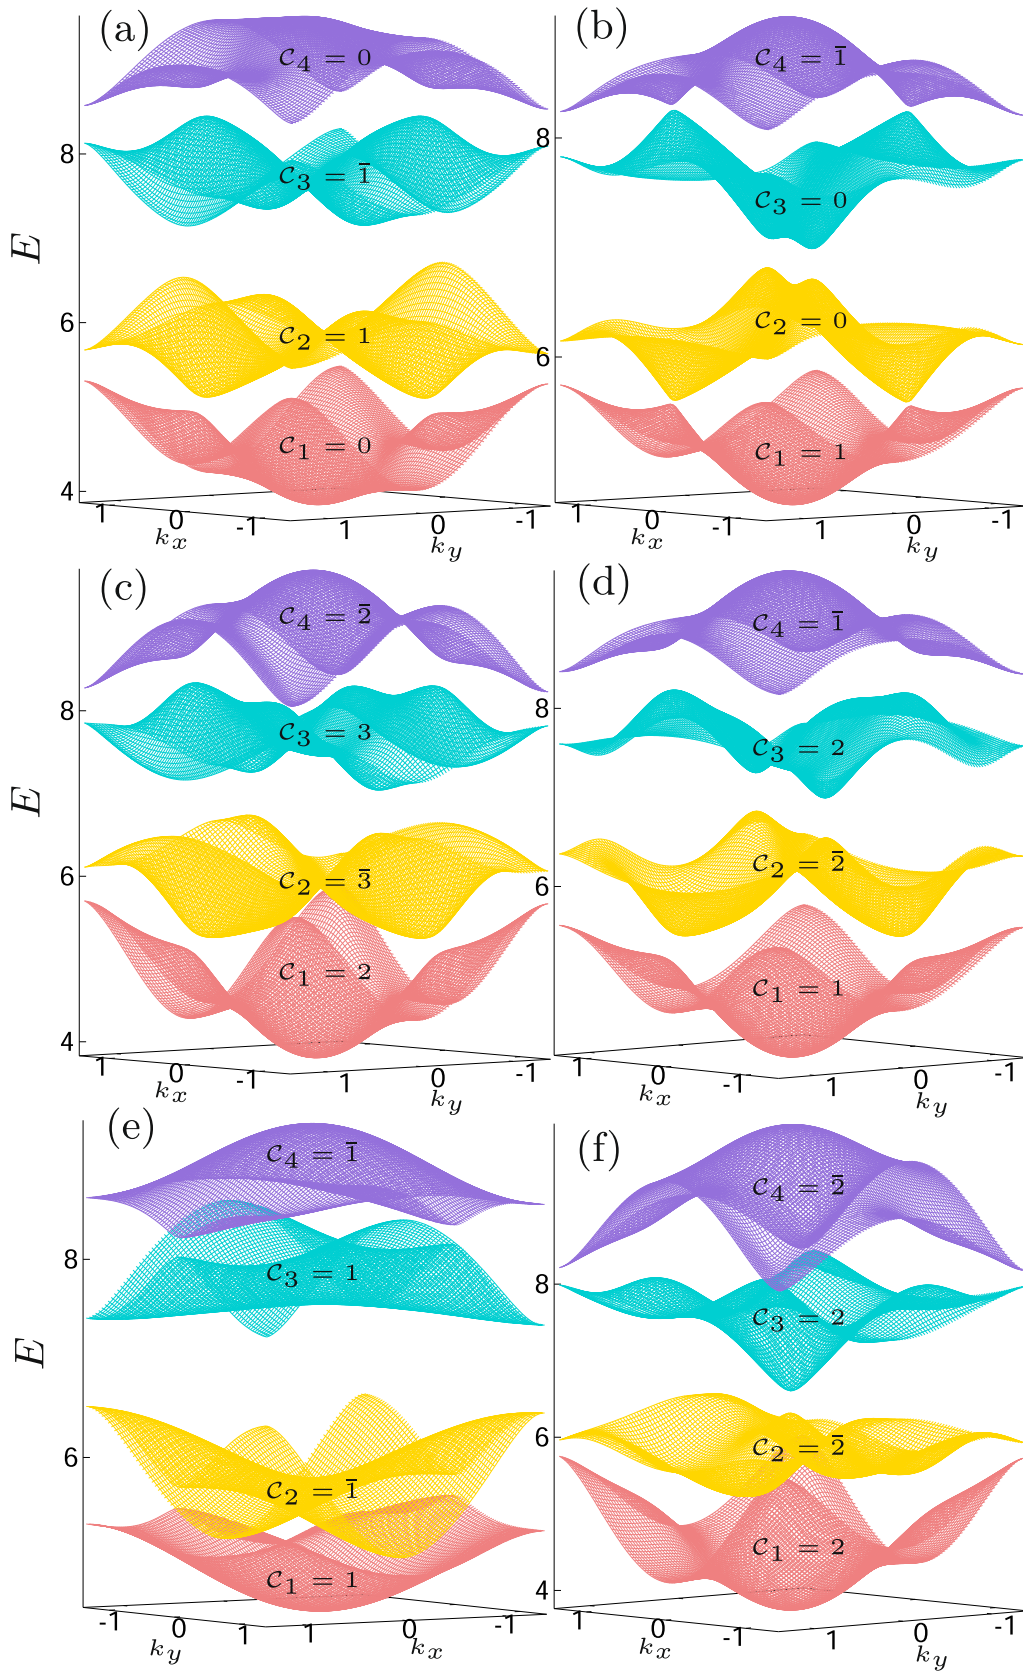 (a)
C₄ = 0
8
C₃ = 1̄
E
6
C₂ = 1
C₁ = 0
4
1 0 -1 1 0 -1
kx ky
(b)
C₄ = 1̄
8
C₃ = 0
C₂ = 0
6
C₁ = 1
1 0 -1 1 0 -1
kx ky
(c)
C₄ = 2̄
8
C₃ = 3
E
C₂ = 3̄
6
C₁ = 2
4
1 0 -1 1 0 -1
kx ky
(d)
C₄ = 1̄
8
C₃ = 2
C₂ = 2̄
6
C₁ = 1
1 0 -1 1 0 -1
kx ky
(e)
C₄ = 1̄
8
C₃ = 1
E
6
C₂ = 1̄
C₁ = 1
-1 0 1 1 0 -1
ky kx
(f)
C₄ = 2̄
8
C₃ = 2
6
C₂ = 2̄
C₁ = 2
4
1 0 -1 1 0 -1
kx ky